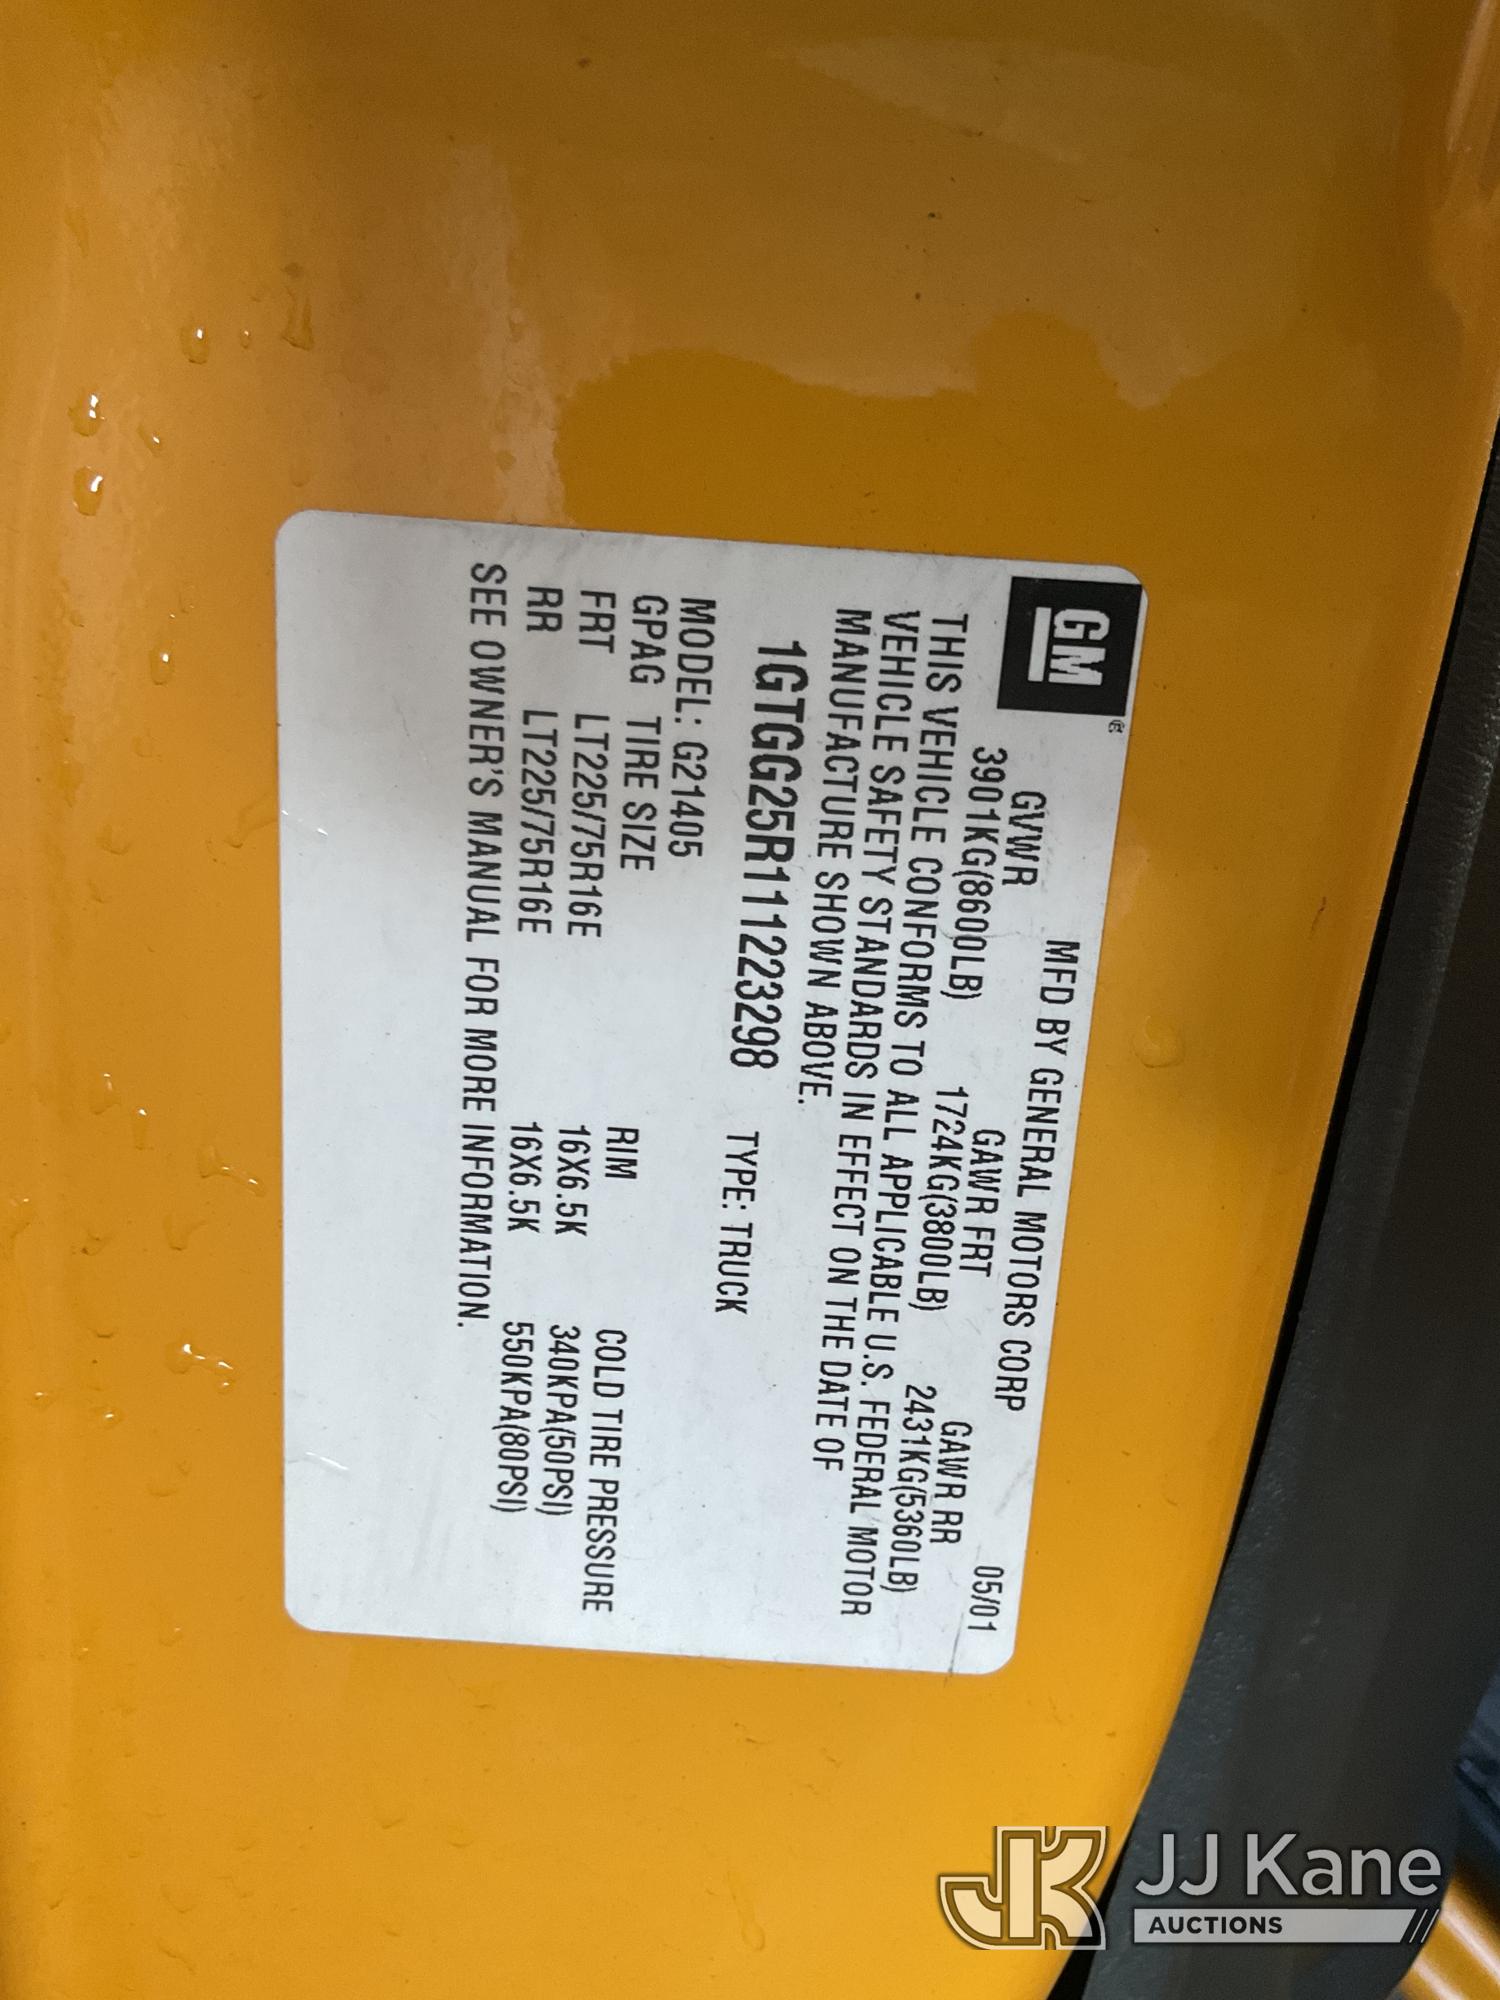 GM®
MFD BY GENERAL MOTORS CORP 05/01
GVWR GAWR FRT GAWR RR
3901KG(8600LB) 1724KG(3800LB) 2431KG(5360LB)
THIS VEHICLE CONFORMS TO ALL APPLICABLE U.S. FEDERAL MOTOR
VEHICLE SAFETY STANDARDS IN EFFECT ON THE DATE OF
MANUFACTURE SHOWN ABOVE.
1GTGG25R111223298 TYPE: TRUCK
MODEL: G21405
GPAG TIRE SIZE RIM COLD TIRE PRESSURE
FRT LT225/75R16E 16X6.5K 340KPA(50PSI)
RR LT225/75R16E 16X6.5K 550KPA(80PSI)
SEE OWNER'S MANUAL FOR MORE INFORMATION.
JK JJ Kane
AUCTIONS